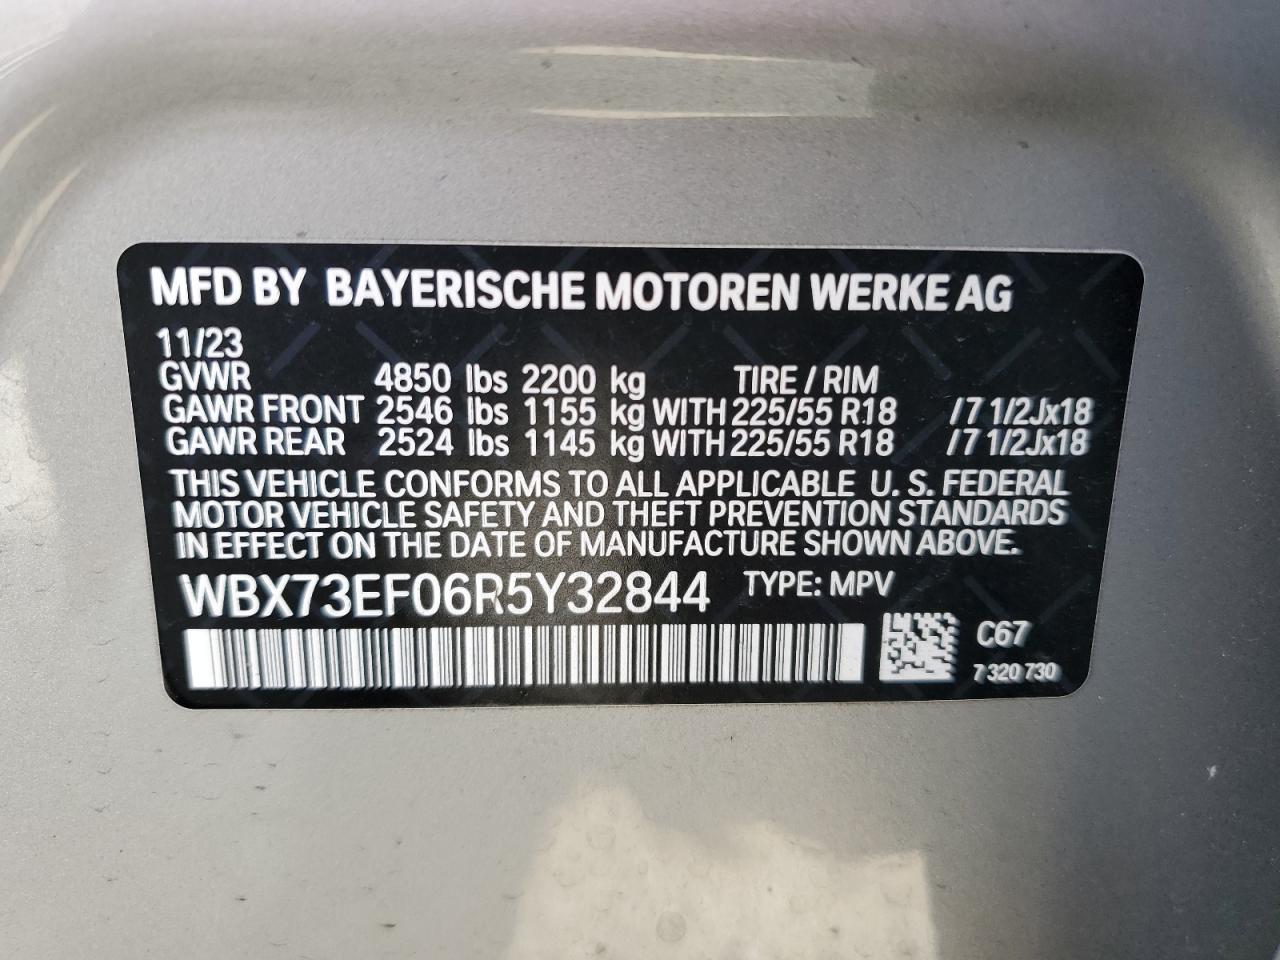 MFD BY BAYERISCHE MOTOREN WERKE AG
11/23
GVWR 4850 lbs 2200 kg TIRE / RIM
GAWR FRONT 2546 lbs 1155 kg WITH 225/55 R18 /7 1/2Jx18
GAWR REAR 2524 lbs 1145 kg WITH 225/55 R18 /7 1/2Jx18
THIS VEHICLE CONFORMS TO ALL APPLICABLE U. S. FEDERAL
MOTOR VEHICLE SAFETY AND THEFT PREVENTION STANDARDS
IN EFFECT ON THE DATE OF MANUFACTURE SHOWN ABOVE.
WBX73EF06R5Y32844 TYPE: MPV
C67
7 320 730